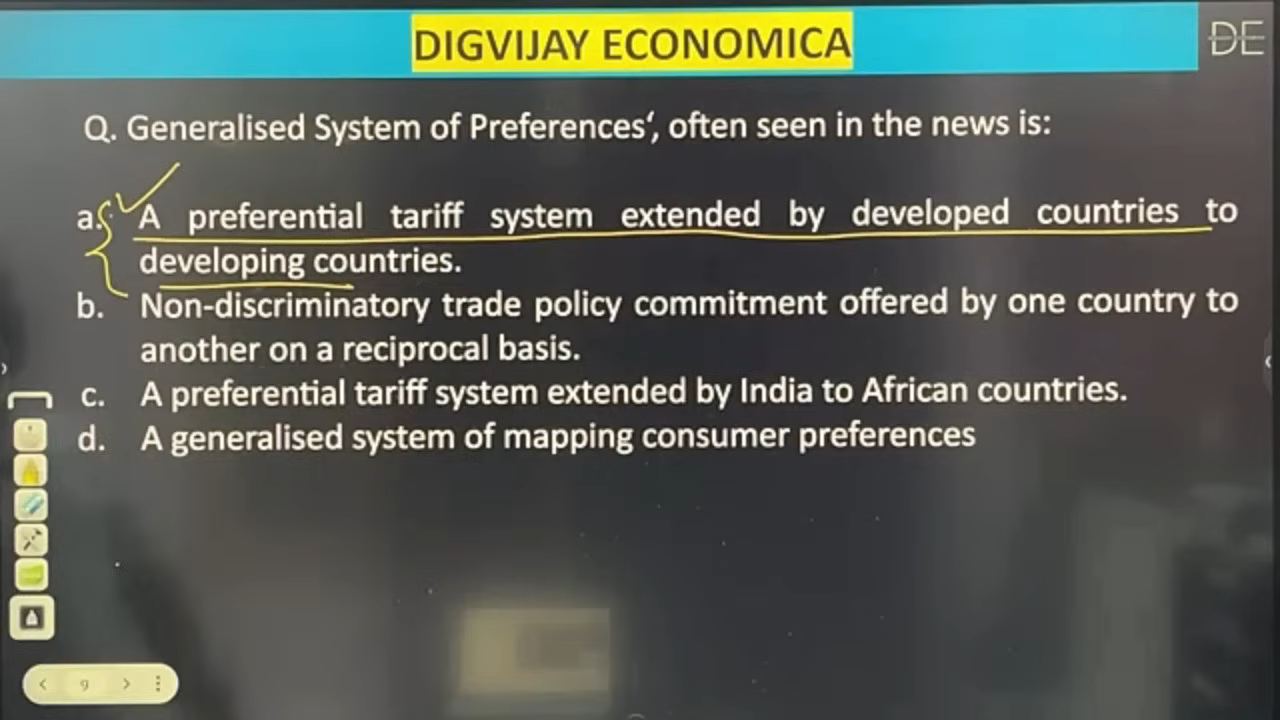 DIGVIJAY ECONOMICA
DE
Q. Generalised System of Preferences‘, often seen in the news is:
a. A preferential tariff system extended by developed countries to
developing countries.
b. Non-discriminatory trade policy commitment offered by one country to
another on a reciprocal basis.
c. A preferential tariff system extended by India to African countries.
d. A generalised system of mapping consumer preferences
9